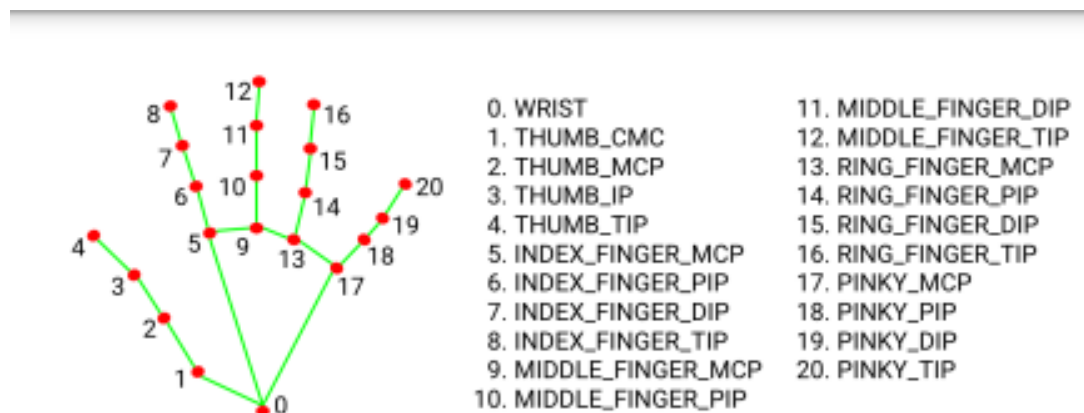 12
8
11
16
7
15
6
10
14
20
4
5
9
13
19
18
3
17
2
1
0
0. WRIST
1. THUMB_CMC
2. THUMB_MCP
3. THUMB_IP
4. THUMB_TIP
5. INDEX_FINGER_MCP
6. INDEX_FINGER_PIP
7. INDEX_FINGER_DIP
8. INDEX_FINGER_TIP
9. MIDDLE_FINGER_MCP
10. MIDDLE_FINGER_PIP
11. MIDDLE_FINGER_DIP
12. MIDDLE_FINGER_TIP
13. RING_FINGER_MCP
14. RING_FINGER_PIP
15. RING_FINGER_DIP
16. RING_FINGER_TIP
17. PINKY_MCP
18. PINKY_PIP
19. PINKY_DIP
20. PINKY_TIP